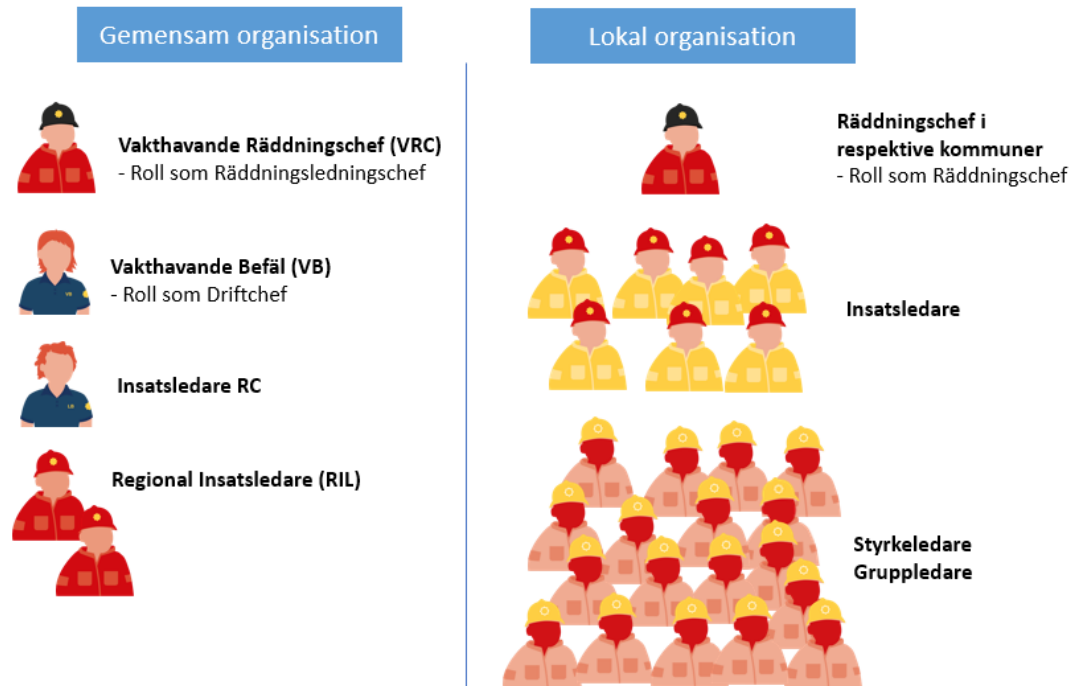 Gemensam organisation
Vakthavande Räddningschef (VRC)
- Roll som Räddningsledningschef
Vakthavande Befäl (VB)
- Roll som Driftchef
Insatsledare RC
Regional Insatsledare (RIL)
Lokal organisation
Räddningschef i
respektive kommuner
- Roll som Räddningschef
Insatsledare
Styrkeledare
Gruppledare